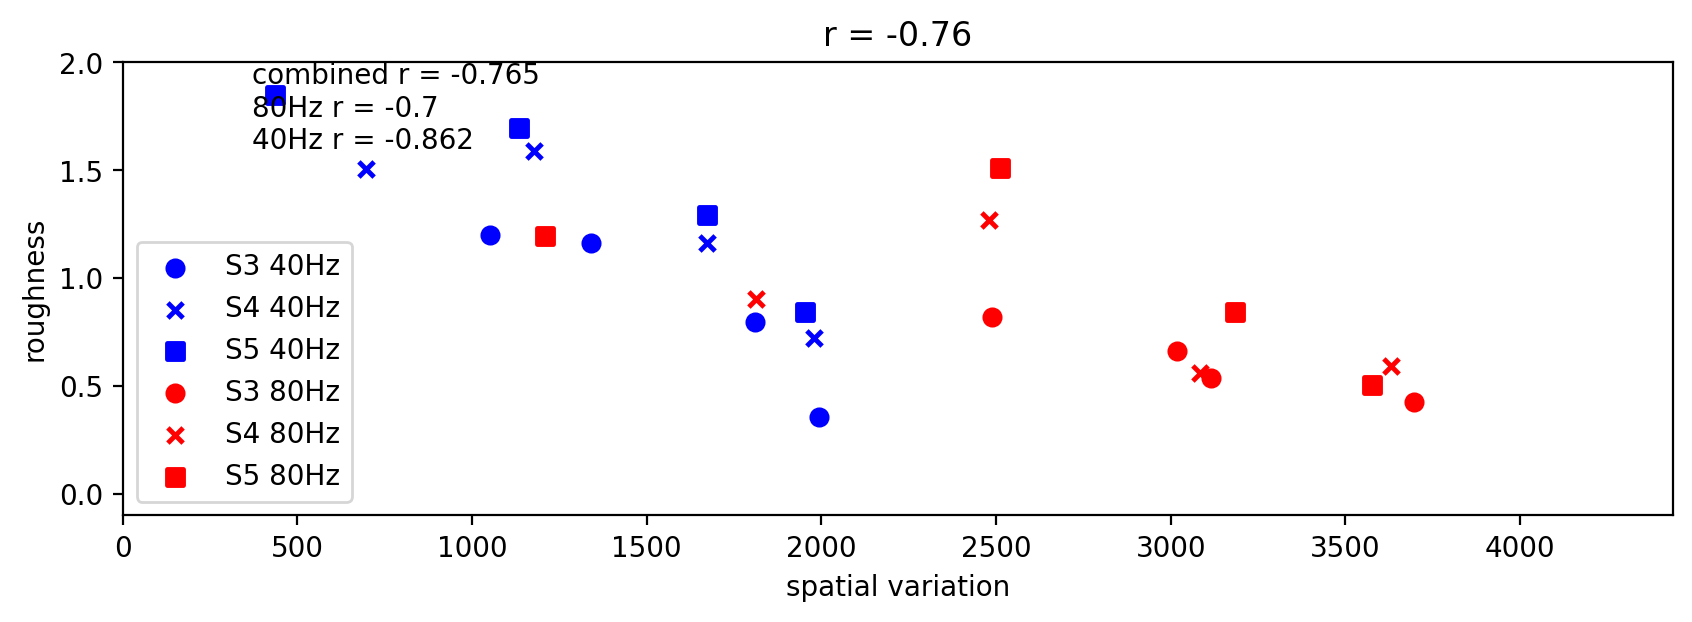 r = -0.76
combined r = -0.765
80Hz r = -0.7
40Hz r = -0.862
roughness
2.0
1.5
1.0
0.5
0.0
S3 40Hz
S4 40Hz
S5 40Hz
S3 80Hz
S4 80Hz
S5 80Hz
0 500 1000 1500 2000 2500 3000 3500 4000
spatial variation